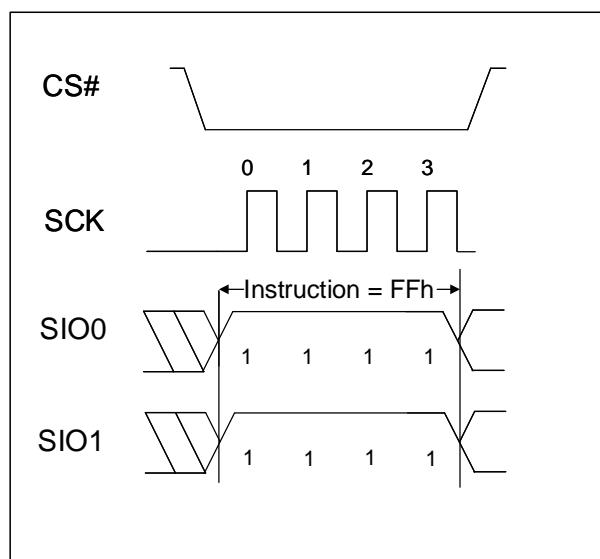 CS#
0 1 2 3
SCK
Instruction = FFh
SIO0
1 1 1 1
SIO1
1 1 1 1